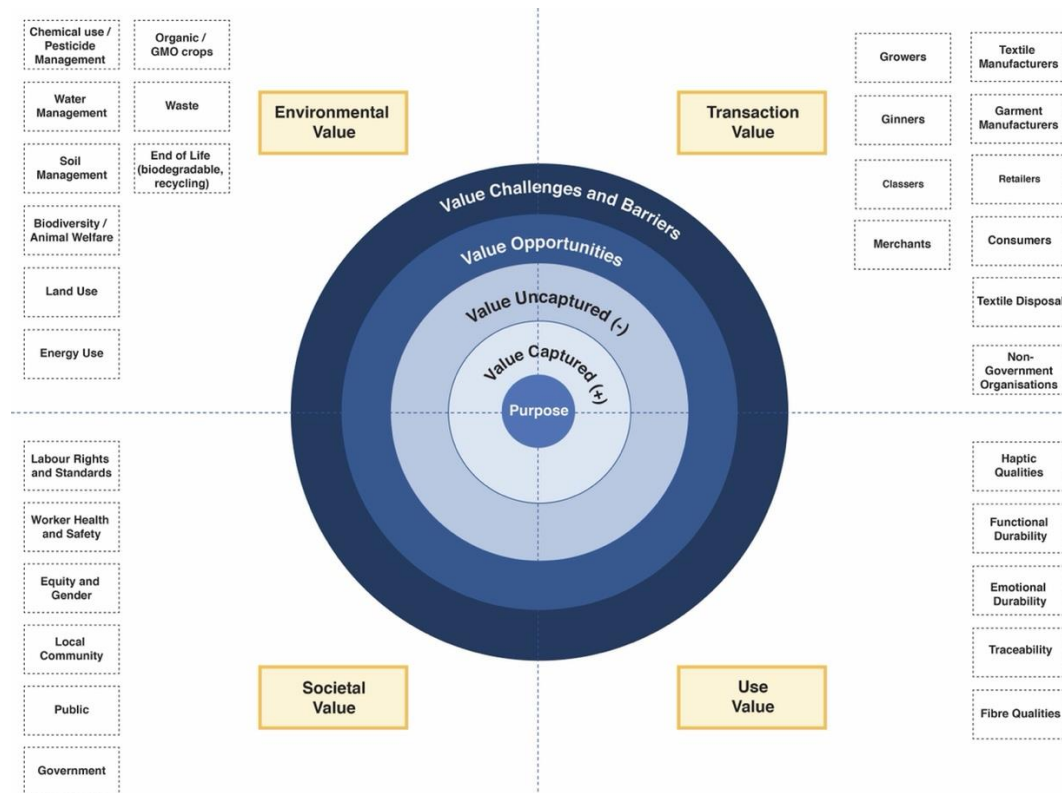 Chemical use /
Pesticide
Management
Organic /
GMO crops
Water
Management
Waste
Soil
Management
End of Life
(biodegradable,
recycling)
Biodiversity /
Animal Welfare
Land Use
Energy Use
Environmental
Value
Transaction
Value
Growers
Textile
Manufacturers
Ginners
Garment
Manufacturers
Classers
Retailers
Merchants
Consumers
Textile Disposal
Non-
Government
Organisations
Value Challenges and Barriers
Value Opportunities
Value Uncaptured (-)
Value Captured (+)
Purpose
Labour Rights
and Standards
Worker Health
and Safety
Equity and
Gender
Local
Community
Public
Government
Societal
Value
Use
Value
Haptic
Qualities
Functional
Durability
Emotional
Durability
Traceability
Fibre Qualities